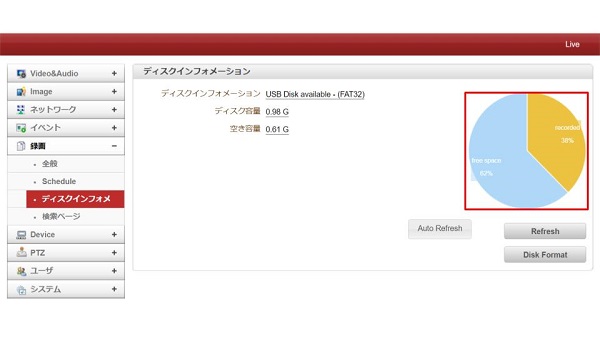 Live
Video&Audio +
Image +
ネットワーク +
イベント +
録画 −
全般
Schedule
ディスクインフォメ
検索ページ
Device +
PTZ +
ユーザ +
システム +
ディスクインフォメーション
ディスクインフォメーション USB Disk available - (FAT32)
ディスク容量 0.98 G
空き容量 0.61 G
recorded
38%
free space
62%
Auto Refresh
Refresh
Disk Format